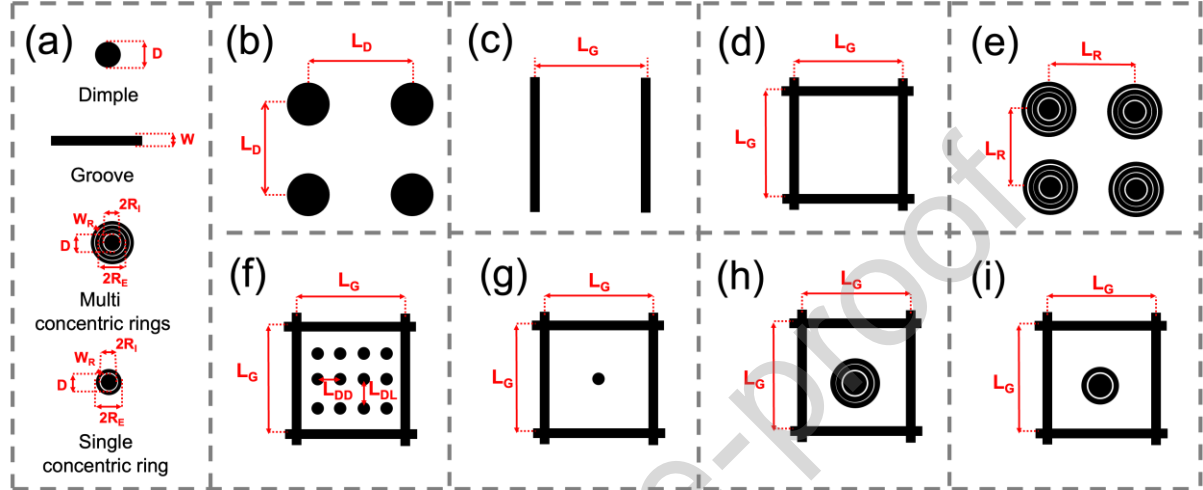 (a)
D
Dimple
W
Groove
2R_I
W_R
D
2R_E
Multi
concentric rings
2R_I
W_R
D
2R_E
Single
concentric ring
(b)
L_D
L_D
(c)
L_G
(d)
L_G
L_G
(e)
L_R
L_R
(f)
L_G
L_G
L_DD
L_DL
(g)
L_G
L_G
(h)
L_G
L_G
(i)
L_G
L_G
e-proof